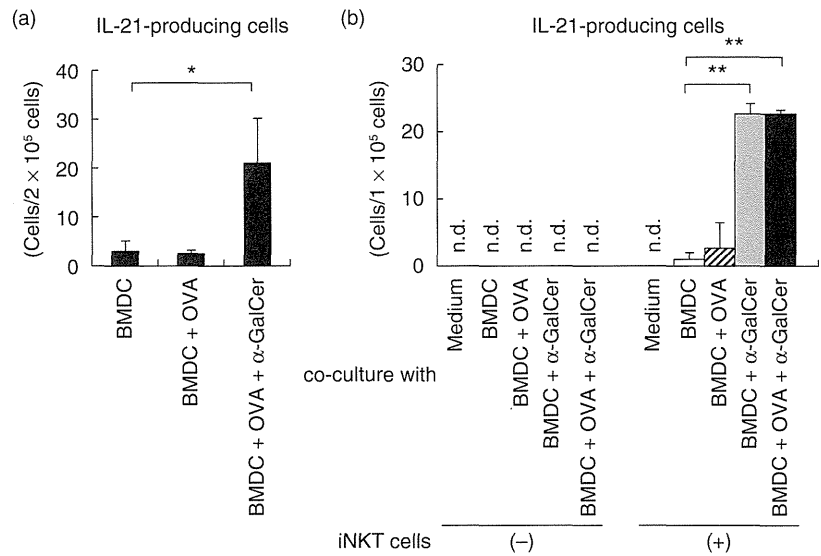 (a)
IL-21-producing cells
(Cells/2 × 10⁵ cells)
40
30
20
10
0
*
BMDC
BMDC + OVA
BMDC + OVA + α-GalCer
(b)
IL-21-producing cells
(Cells/1 × 10⁵ cells)
30
20
10
0
**
**
n.d.
n.d.
n.d.
n.d.
n.d.
n.d.
co-culture with
Medium
BMDC
BMDC + OVA
BMDC + α-GalCer
BMDC + OVA + α-GalCer
Medium
BMDC
BMDC + OVA
BMDC + α-GalCer
BMDC + OVA + α-GalCer
iNKT cells
(−)
(+)